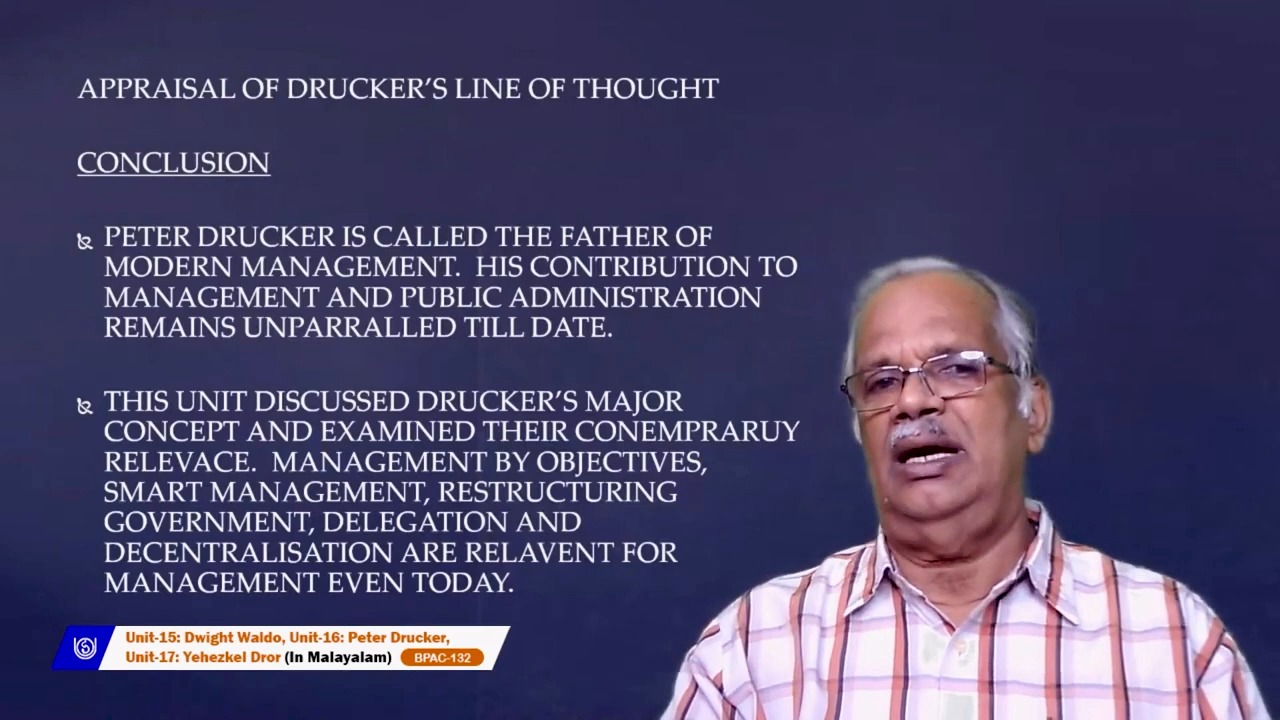 APPRAISAL OF DRUCKER'S LINE OF THOUGHT
CONCLUSION
PETER DRUCKER IS CALLED THE FATHER OF
MODERN MANAGEMENT. HIS CONTRIBUTION TO
MANAGEMENT AND PUBLIC ADMINISTRATION
REMAINS UNPARRALLED TILL DATE.
THIS UNIT DISCUSSED DRUCKER'S MAJOR
CONCEPT AND EXAMINED THEIR CONEMPRARUY
RELEVACE. MANAGEMENT BY OBJECTIVES,
SMART MANAGEMENT, RESTRUCTURING
GOVERNMENT, DELEGATION AND
DECENTRALISATION ARE RELAVENT FOR
MANAGEMENT EVEN TODAY.
Unit-15: Dwight Waldo, Unit-16: Peter Drucker,
Unit-17: Yehezkel Dror (In Malayalam) BPAC-132